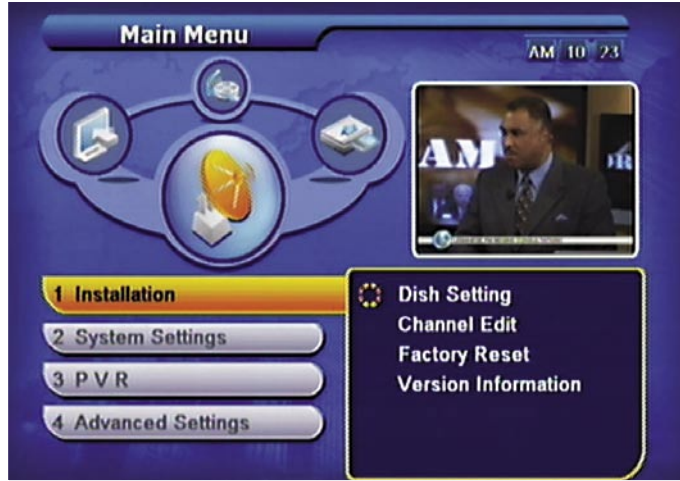 Main Menu
AM 10 23
AM
1 Installation
2 System Settings
3 P V R
4 Advanced Settings
Dish Setting
Channel Edit
Factory Reset
Version Information